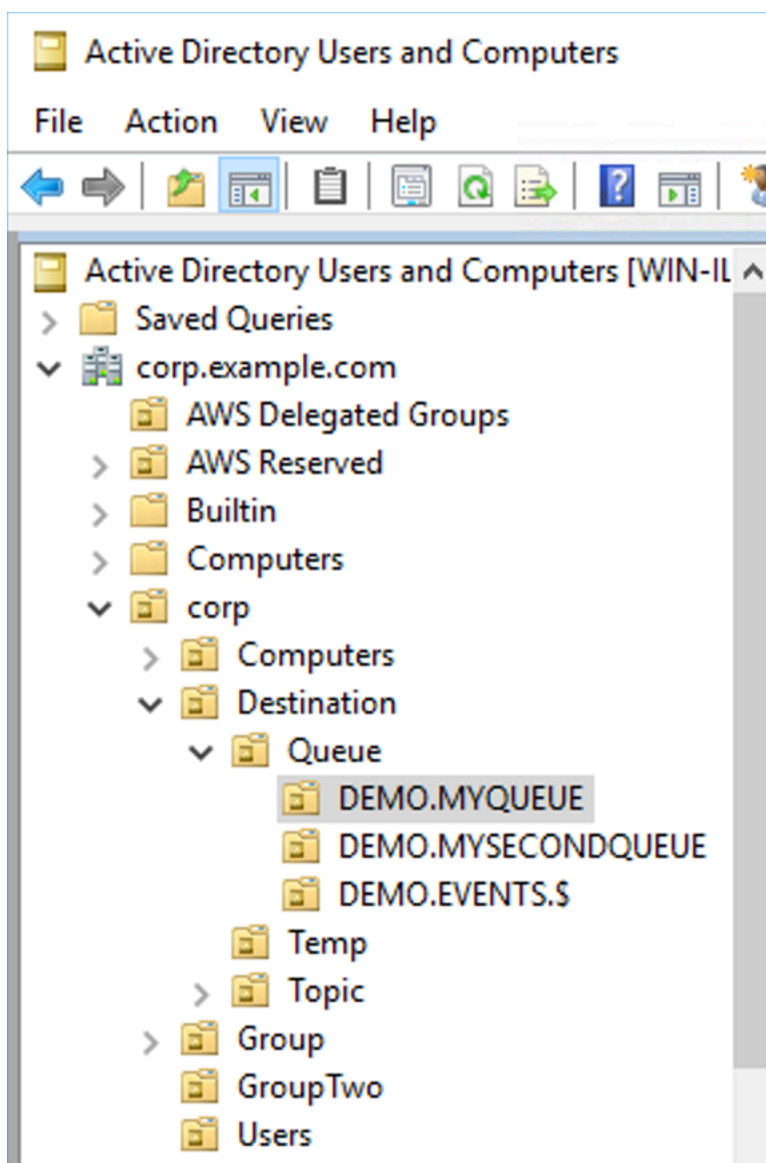 Active Directory Users and Computers
File Action View Help
?
Active Directory Users and Computers [WIN-IL
Saved Queries
corp.example.com
AWS Delegated Groups
AWS Reserved
Builtin
Computers
corp
Computers
Destination
Queue
DEMO.MYQUEUE
DEMO.MYSECONDQUEUE
DEMO.EVENTS.$
Temp
Topic
Group
GroupTwo
Users